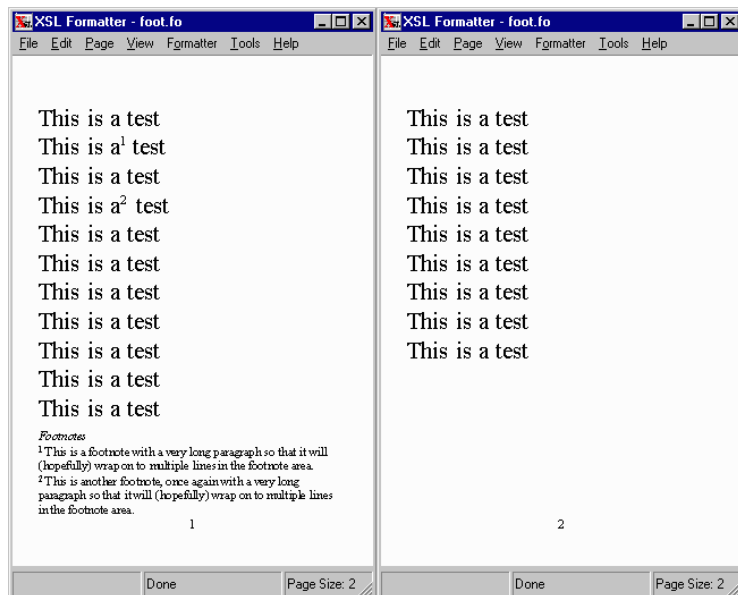 XSL Formatter - foot.fo
File Edit Page View Formatter Tools Help
This is a test
This is a¹ test
This is a test
This is a² test
This is a test
This is a test
This is a test
This is a test
This is a test
This is a test
This is a test
Footnotes
¹ This is a footnote with a very long paragraph so that it will
(hopefully) wrap on to multiple lines in the footnote area.
² This is another footnote, once again with a very long
paragraph so that it will (hopefully) wrap on to multiple lines
in the footnote area.
1
Done Page Size: 2
XSL Formatter - foot.fo
File Edit Page View Formatter Tools Help
This is a test
This is a test
This is a test
This is a test
This is a test
This is a test
This is a test
This is a test
This is a test
2
Done Page Size: 2